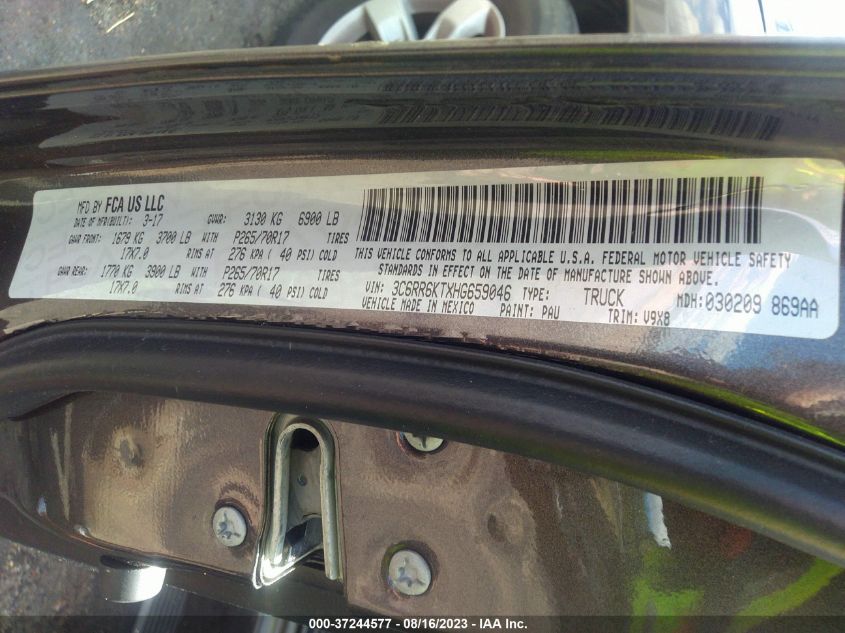 MFD BY FCA US LLC
DATE OF MFR(BUILT): 3-17 GVWR: 3130 KG 6900 LB
GAWR FRONT: 1679 KG 3700 LB WITH P265/70R17 TIRES
17X7.0 RIMS AT 276 KPA ( 40 PSI) COLD
GAWR REAR: 1770 KG 3900 LB WITH P265/70R17 TIRES
17X7.0 RIMS AT 276 KPA ( 40 PSI) COLD
THIS VEHICLE CONFORMS TO ALL APPLICABLE U.S.A. FEDERAL MOTOR VEHICLE SAFETY
STANDARDS IN EFFECT ON THE DATE OF MANUFACTURE SHOWN ABOVE.
VIN: 3C6RR6KTXHG659046 TYPE: TRUCK MDH:030209 869AA
VEHICLE MADE IN MEXICO PAINT: PAU TRIM: V9X8
000-37244577 - 08/16/2023 - IAA Inc.